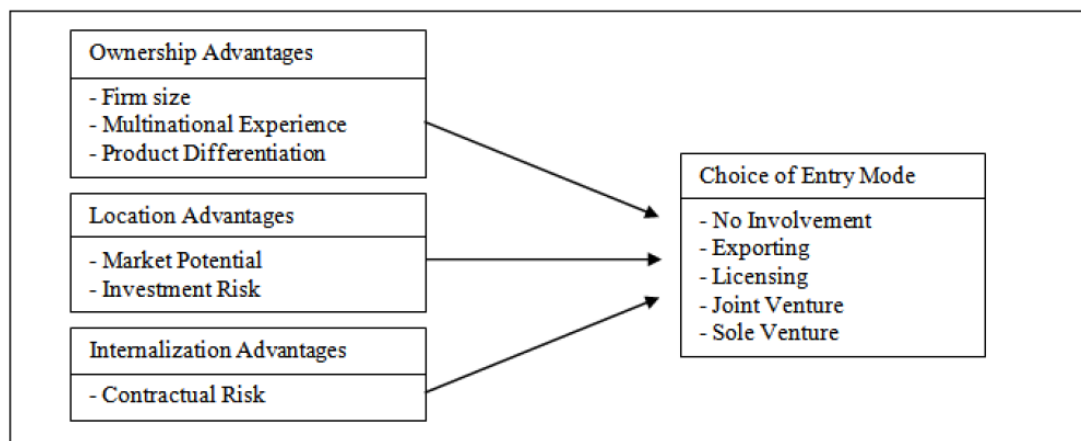 Ownership Advantages
- Firm size
- Multinational Experience
- Product Differentiation
Location Advantages
- Market Potential
- Investment Risk
Internalization Advantages
- Contractual Risk
Choice of Entry Mode
- No Involvement
- Exporting
- Licensing
- Joint Venture
- Sole Venture